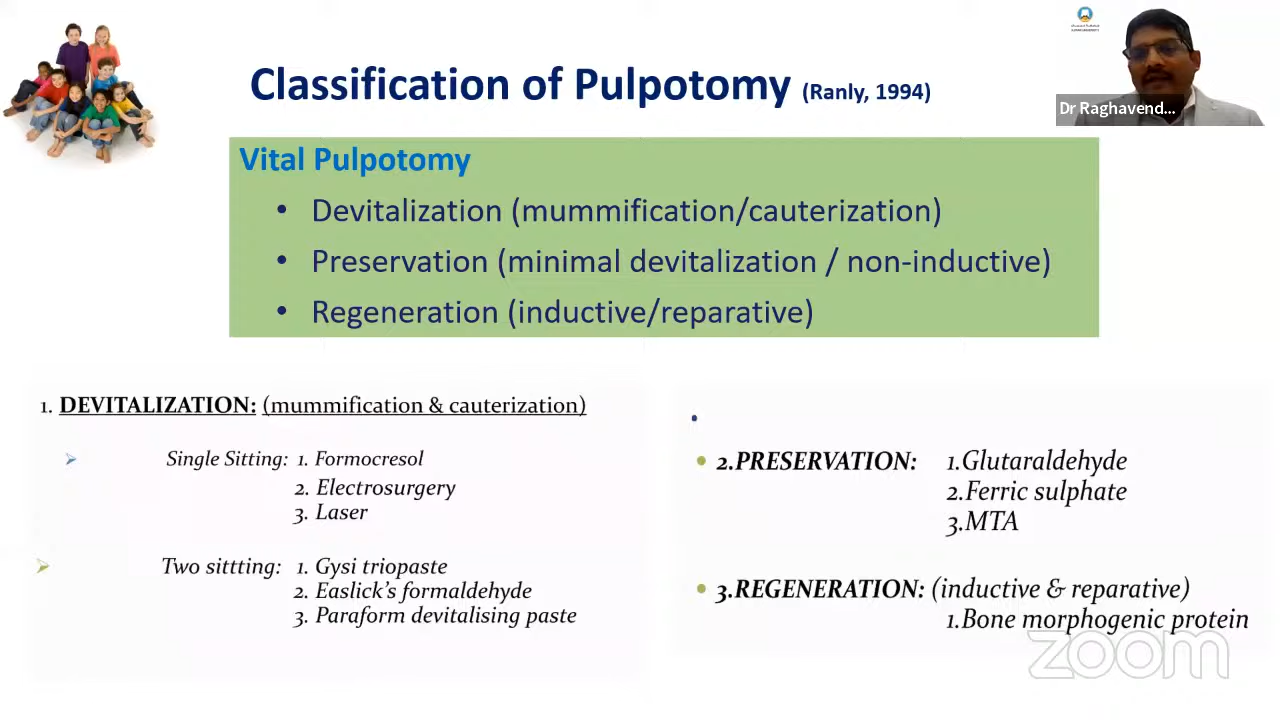 Classification of Pulpotomy (Ranly, 1994)
Dr Raghavend...
Vital Pulpotomy
• Devitalization (mummification/cauterization)
• Preservation (minimal devitalization / non-inductive)
• Regeneration (inductive/reparative)
1. DEVITALIZATION: (mummification & cauterization)
Single Sitting: 1. Formocresol
2. Electrosurgery
3. Laser
Two sittting: 1. Gysi triopaste
2. Easlick's formaldehyde
3. Paraform devitalising paste
•
• 2.PRESERVATION: 1.Glutaraldehyde
2.Ferric sulphate
3.MTA
• 3.REGENERATION: (inductive & reparative)
1.Bone morphogenic protein
zoom